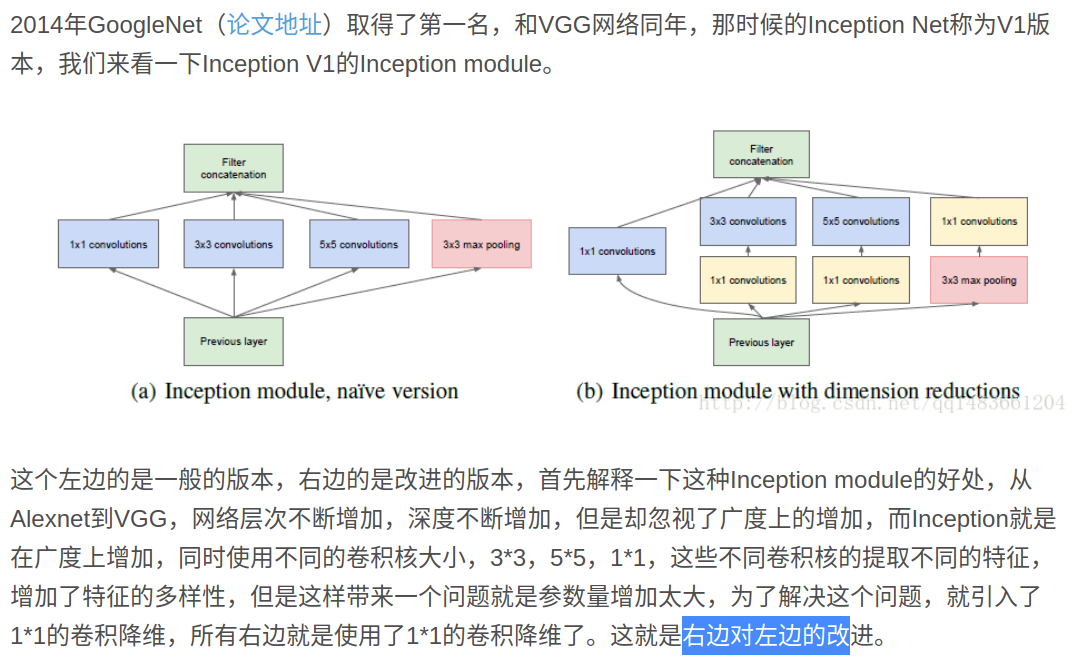 2014年GoogleNet（论文地址）取得了第一名，和VGG网络同年，那时候的Inception Net称为V1版
本，我们来看一下Inception V1的Inception module。
Filter
concatenation
1x1 convolutions
3x3 convolutions
5x5 convolutions
3x3 max pooling
Previous layer
(a) Inception module, naïve version
Filter
concatenation
3x3 convolutions
5x5 convolutions
1x1 convolutions
1x1 convolutions
1x1 convolutions
1x1 convolutions
3x3 max pooling
Previous layer
(b) Inception module with dimension reductions
http://blog.csdn.net/qq1483661204
这个左边的是一般的版本，右边的是改进的版本，首先解释一下这种Inception module的好处，从
Alexnet到VGG，网络层次不断增加，深度不断增加，但是却忽视了广度上的增加，而Inception就是
在广度上增加，同时使用不同的卷积核大小，3*3，5*5，1*1，这些不同卷积核的提取不同的特征，
增加了特征的多样性，但是这样带来一个问题就是参数量增加太大，为了解决这个问题，就引入了
1*1的卷积降维，所有右边就是使用了1*1的卷积降维了。这就是右边对左边的改进。